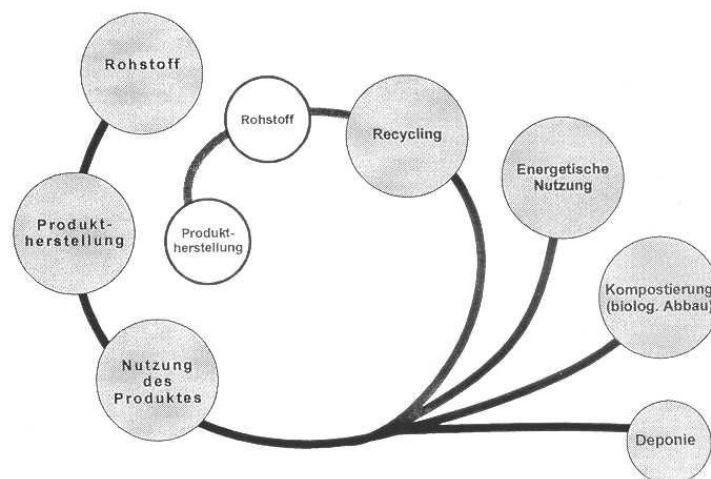 Rohstoff
Produkt-
herstellung
Nutzung
des
Produktes
Rohstoff
Produkt-
herstellung
Recycling
Energetische
Nutzung
Kompostierung
(biolog. Abbau)
Deponie